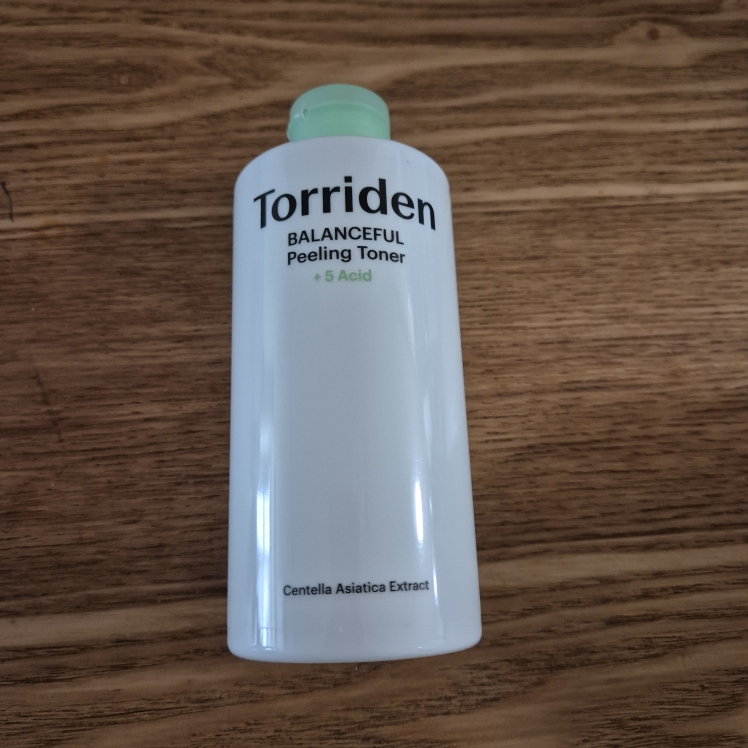 Torriden
BALANCEFUL
Peeling Toner
+ 5 Acid
Centella Asiatica Extract